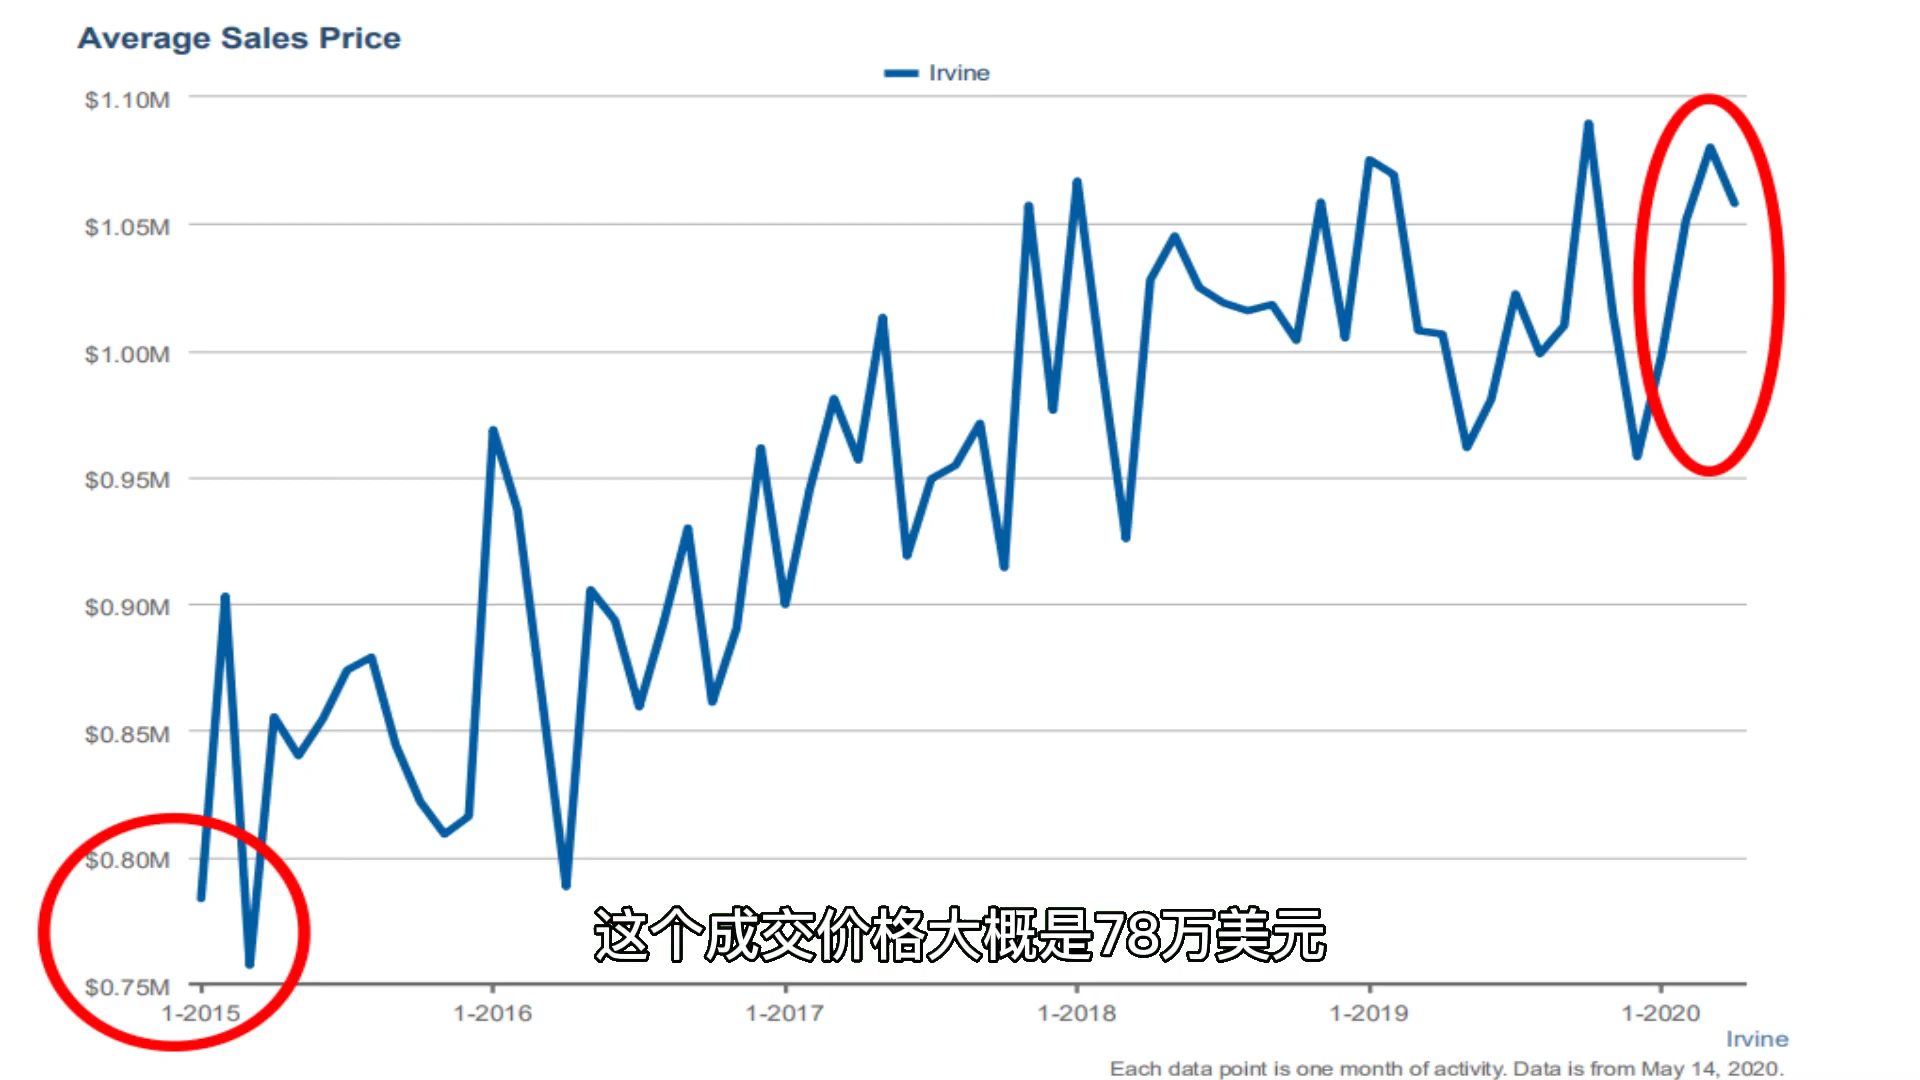 Average Sales Price
Irvine
$1.10M
$1.05M
$1.00M
$0.95M
$0.90M
$0.85M
$0.80M
$0.75M
这个成交价格大概是78万美元
1-2015 1-2016 1-2017 1-2018 1-2019 1-2020
Irvine
Each data point is one month of activity. Data is from May 14, 2020.